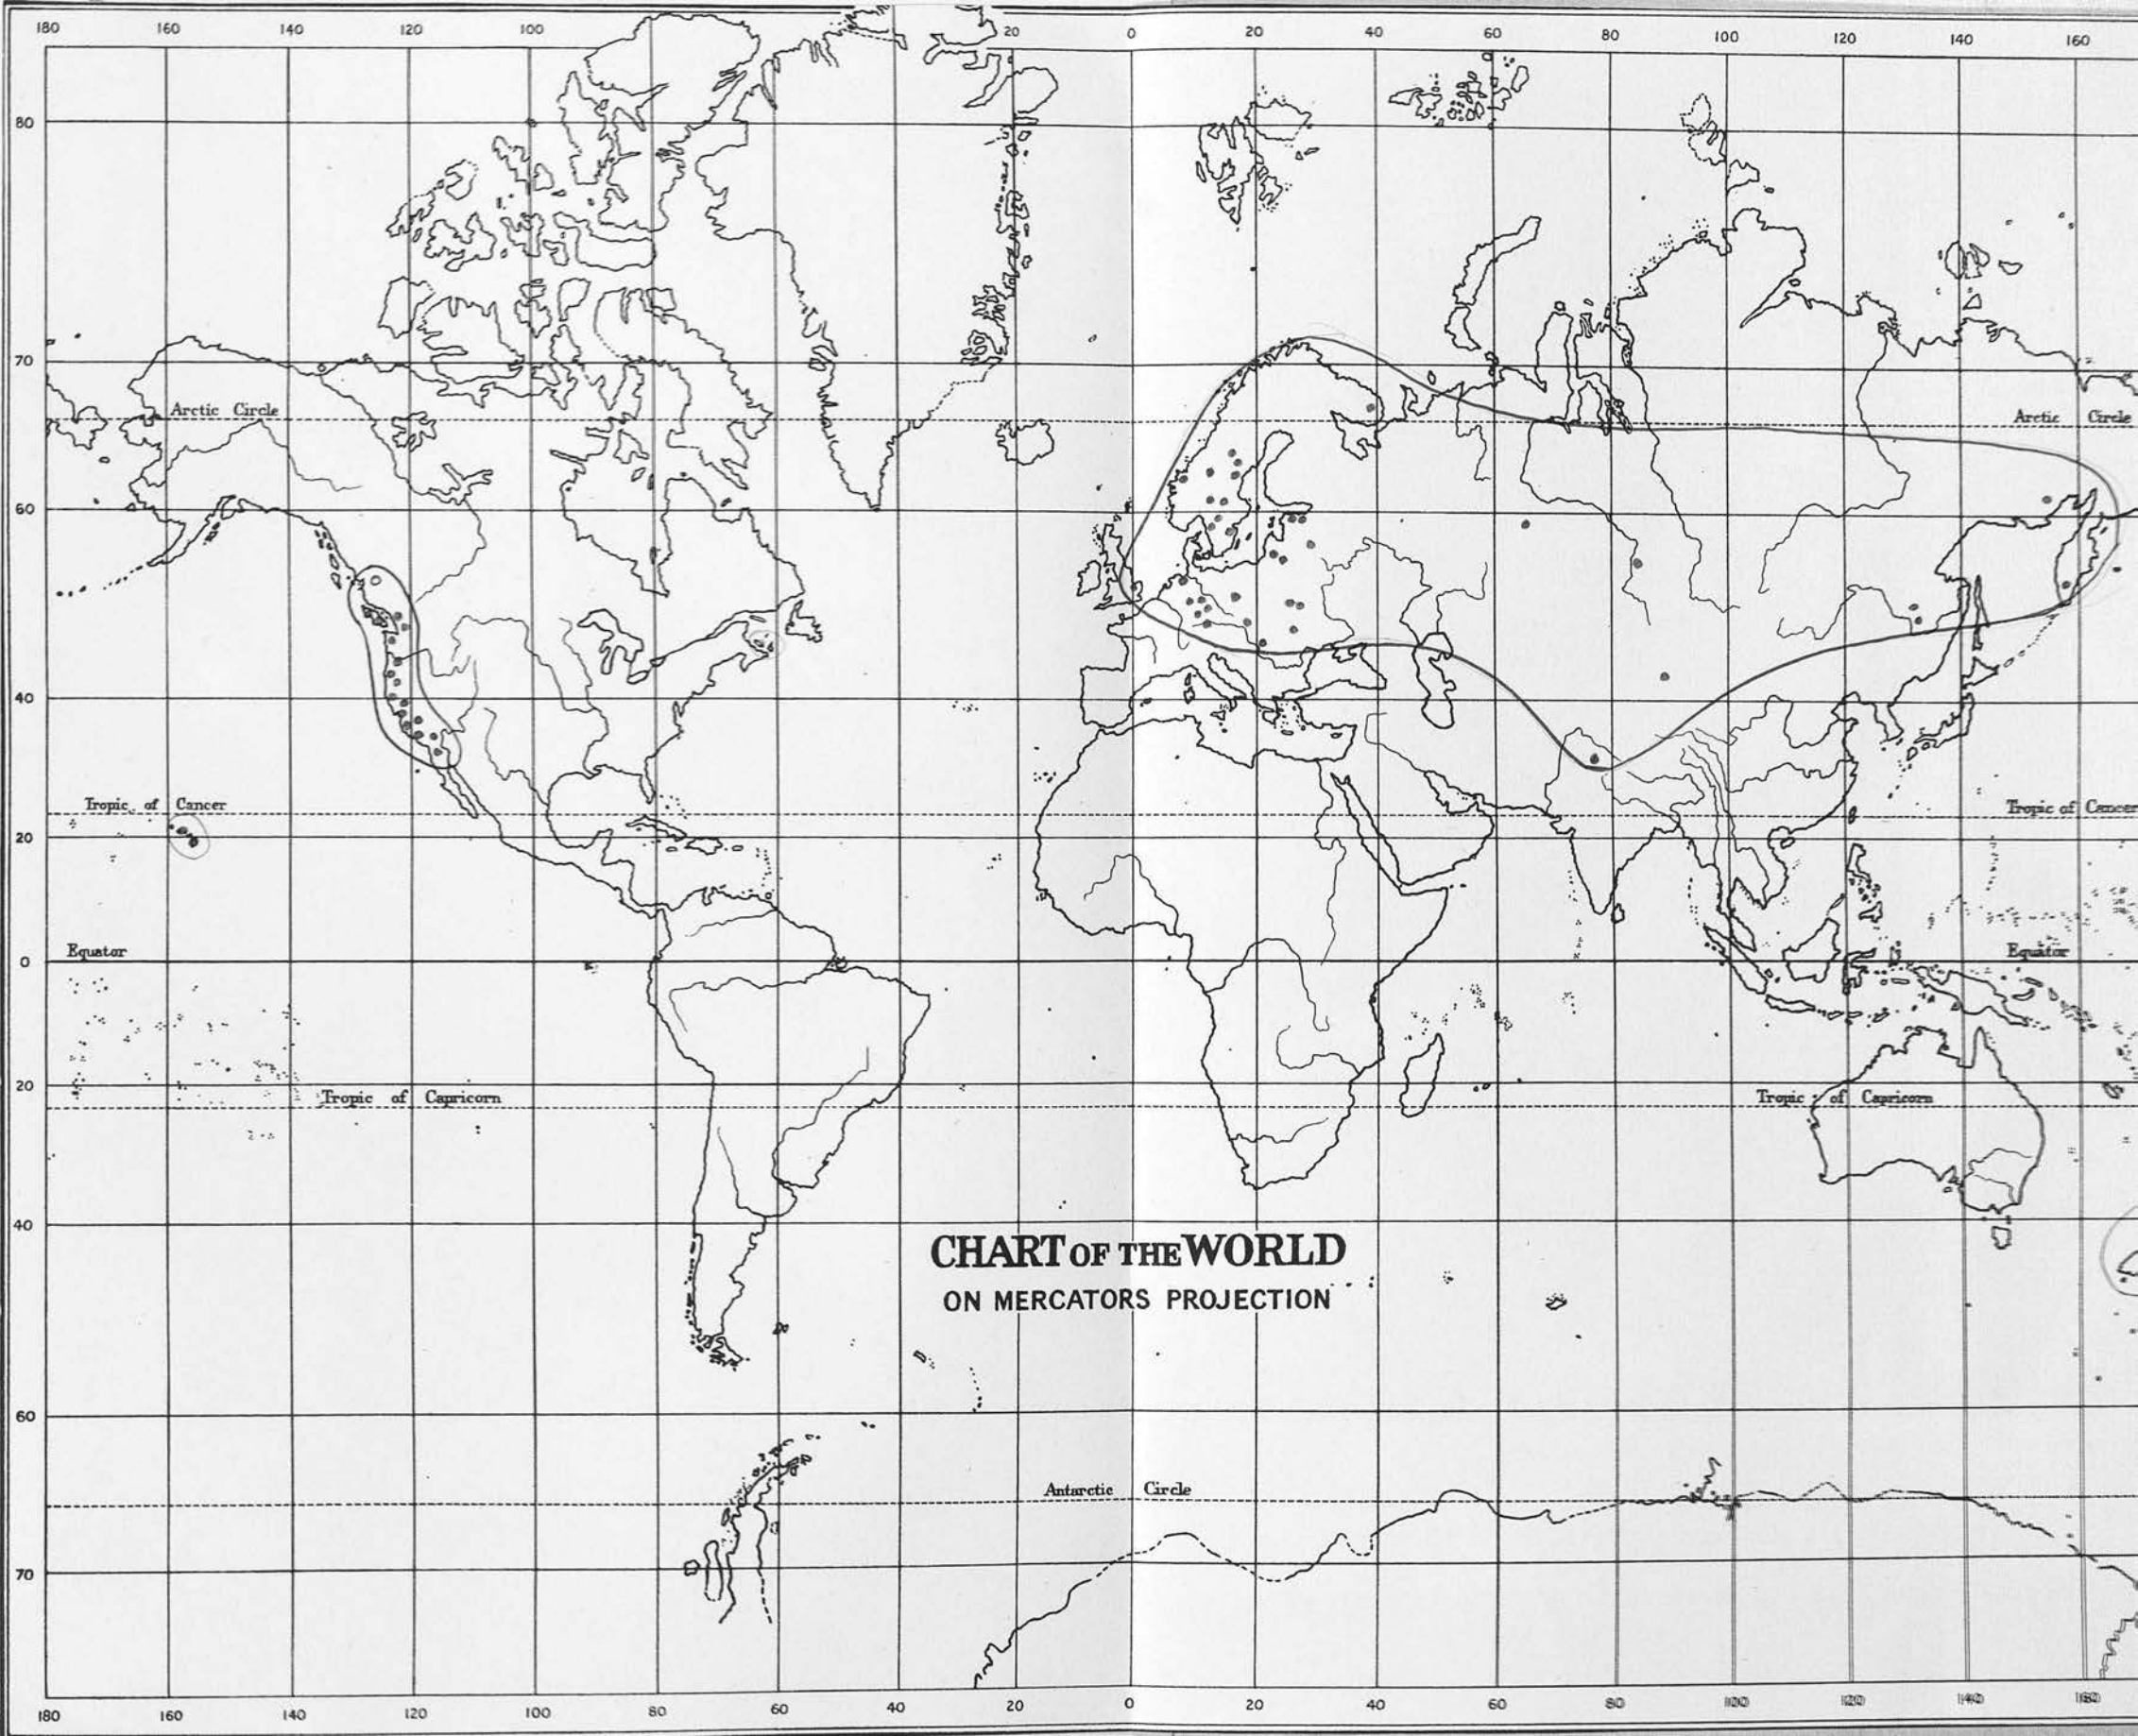 180 160 140 120 100 20 0 20 40 60 80 100 120 140 160
80
70
Arctic Circle Arctic Circle
60
40
Tropic of Cancer Tropic of Cancer
20
Equator Equator
0
20
Tropic of Capricorn Tropic of Capricorn
40
CHART OF THE WORLD
ON MERCATORS PROJECTION
60
Antarctic Circle
70
180 160 140 120 100 80 60 40 20 0 20 40 60 80 100 120 140 160